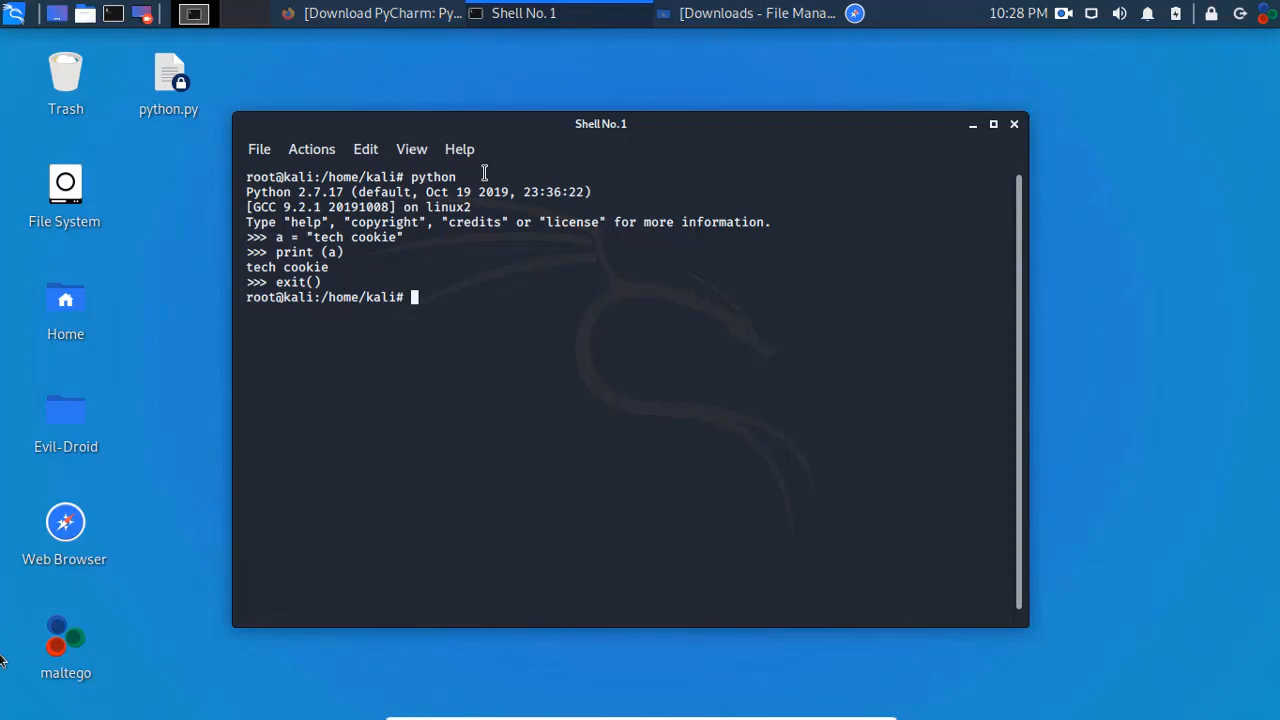 [Download PyCharm: Py...
Shell No. 1
[Downloads - File Mana...
10:28 PM
Trash
python.py
File System
Home
Evil-Droid
Web Browser
maltego
Shell No.1
File Actions Edit View Help
root@kali:/home/kali# python
Python 2.7.17 (default, Oct 19 2019, 23:36:22)
[GCC 9.2.1 20191008] on linux2
Type "help", "copyright", "credits" or "license" for more information.
>>> a = "tech cookie"
>>> print (a)
tech cookie
>>> exit()
root@kali:/home/kali#